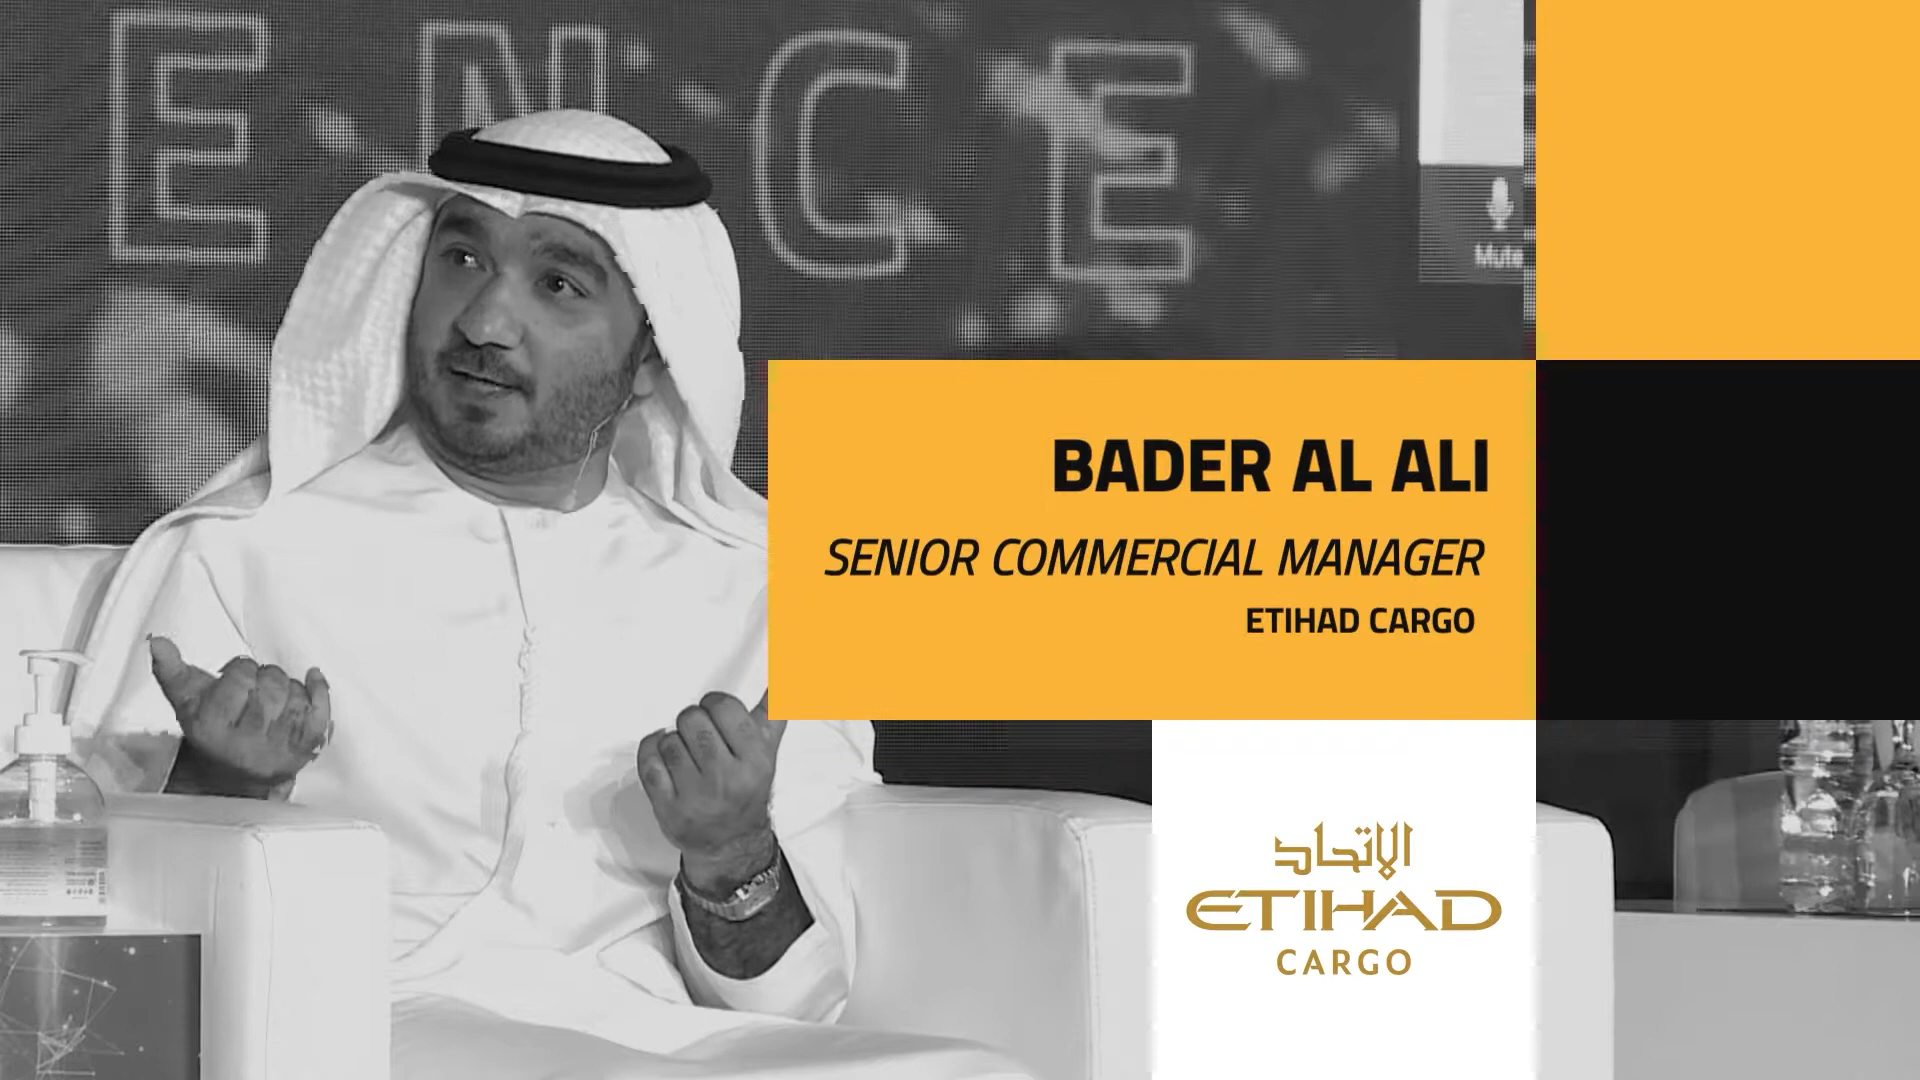 ENCE
Mute
BADER AL ALI
SENIOR COMMERCIAL MANAGER
ETIHAD CARGO
الاتحاد
ETIHAD
CARGO